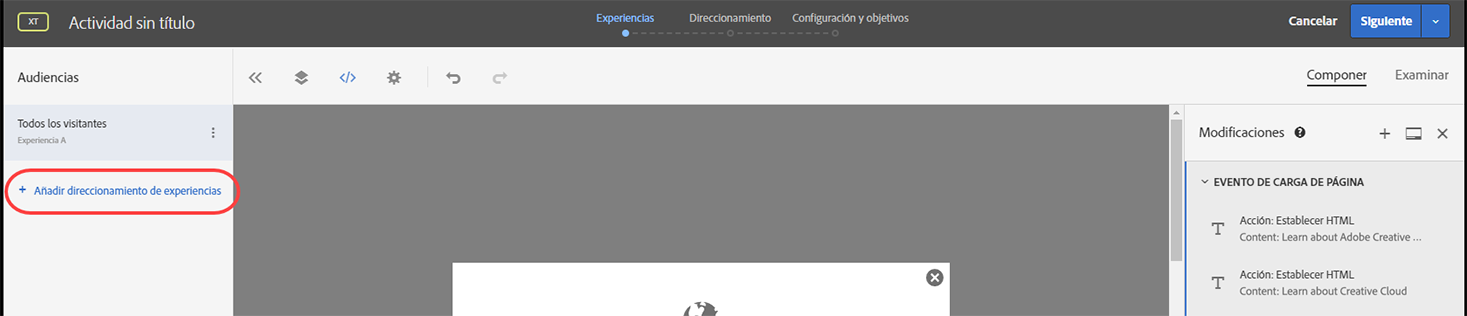 XT
Actividad sin título
Experiencias
Direccionamiento
Configuración y objetivos
Cancelar
Siguiente
Audiencias
Componer
Examinar
Todos los visitantes
Experiencia A
+ Añadir direccionamiento de experiencias
Modificaciones
EVENTO DE CARGA DE PÁGINA
Acción: Establecer HTML
Content: Learn about Adobe Creative ...
Acción: Establecer HTML
Content: Learn about Creative Cloud